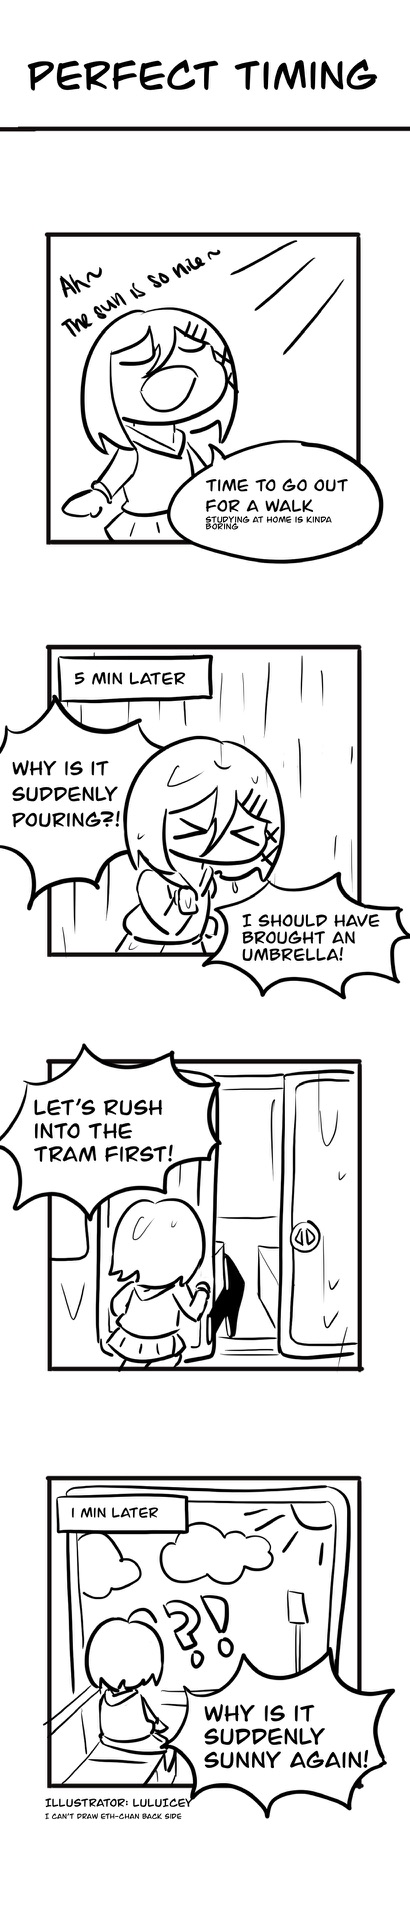 PERFECT TIMING
Ah~
The sun is so nice~
TIME TO GO OUT
FOR A WALK
STUDYING AT HOME IS KINDA
BORING
5 MIN LATER
WHY IS IT
SUDDENLY
POURING?!
I SHOULD HAVE
BROUGHT AN
UMBRELLA!
LET'S RUSH
INTO THE
TRAM FIRST!
1 MIN LATER
?!
WHY IS IT
SUDDENLY
SUNNY AGAIN!
ILLUSTRATOR: LULUICEY
I CAN'T DRAW ETH-CHAN BACK SIDE